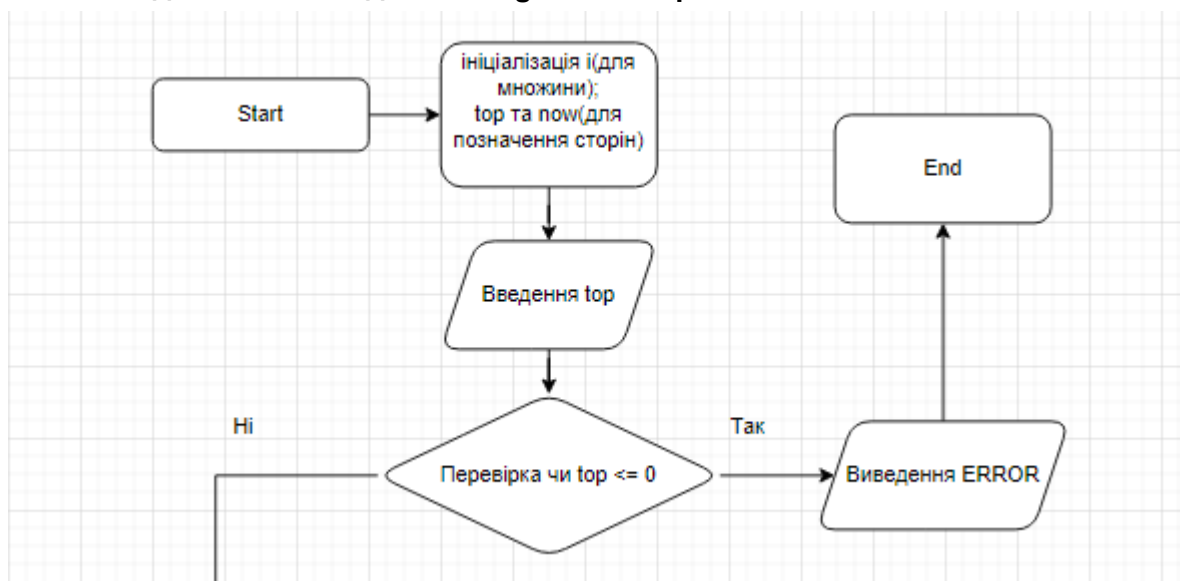 Start
ініціалізація і(для
множини);
top та now(для
позначення сторін)
End
Введення top
Ні
Так
Перевірка чи top <= 0
Виведення ERROR